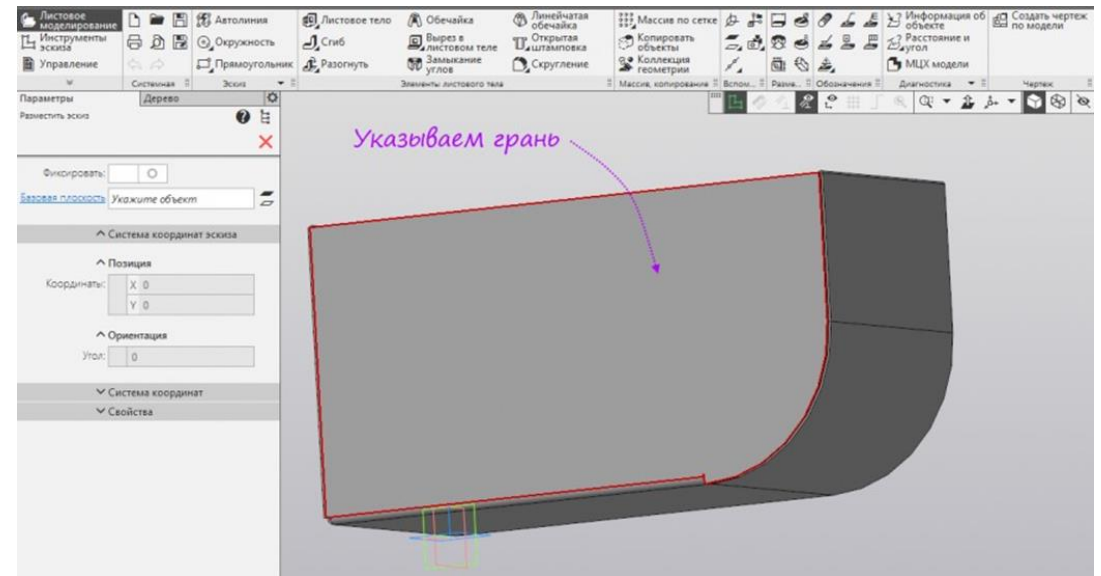 Листовое моделирование
Инструменты эскиза
Управление
Системная
Автолиния
Окружность
Прямоугольник
Эскиз
Листовое тело
Сгиб
Разогнуть
Обечайка
Вырез в листовом теле
Замыкание углов
Линейчатая обечайка
Открытая штамповка
Скругление
Элементы листового тела
Массив по сетке
Копировать объекты
Коллекция геометрии
Массив, копирование
Вспом...
Разме...
Обозначения
Информация об объекте
Расстояние и угол
МЦХ модели
Диагностика
Создать чертеж по модели
Чертеж
Параметры
Дерево
Разместить эскиз
Фиксировать:
Базовая плоскость
Укажите объект
Система координат эскиза
Позиция
Координаты:
X 0
Y 0
Ориентация
Угол:
0
Система координат
Свойства
Указываем грань